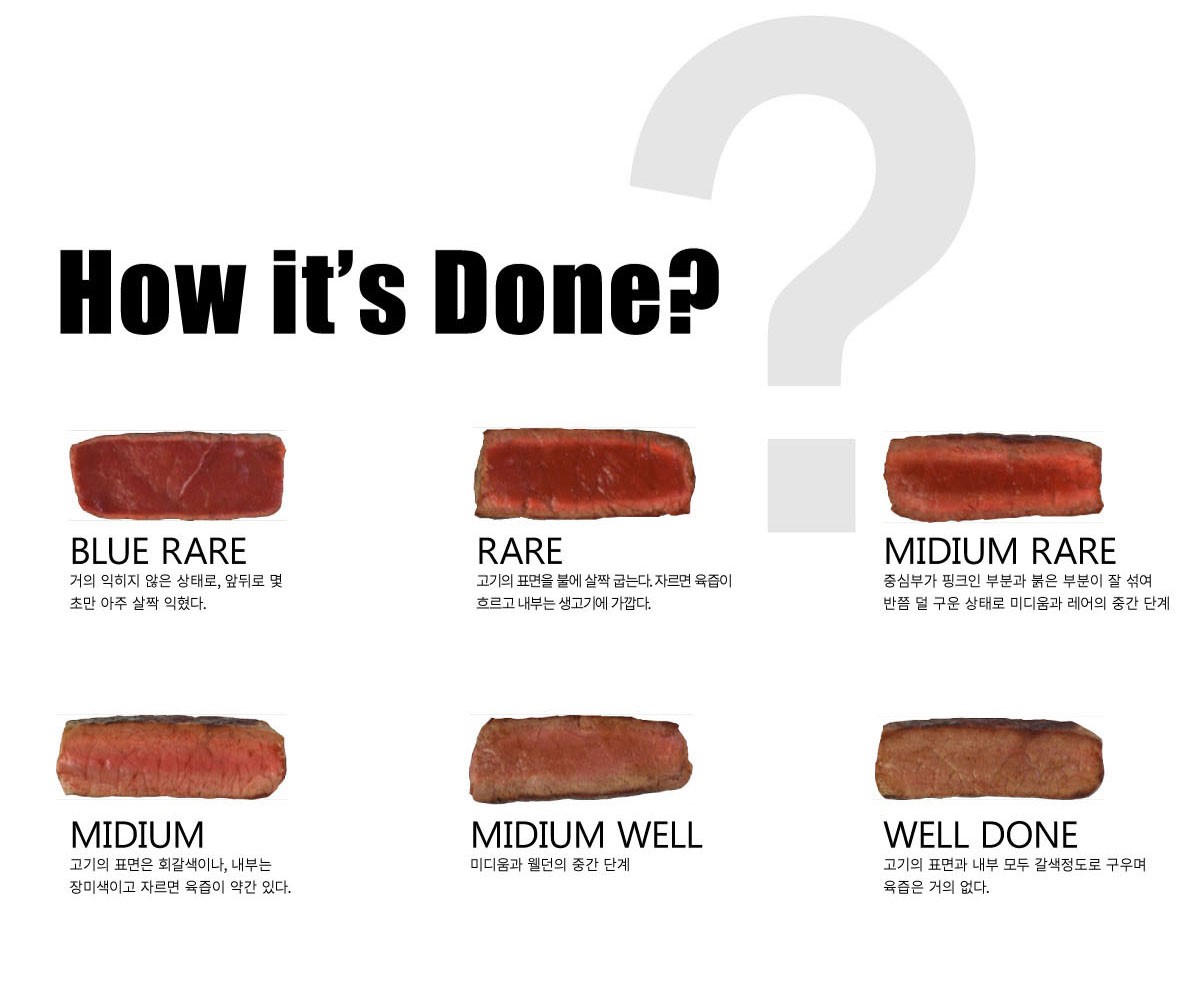 How it's Done?
BLUE RARE
거의 익히지 않은 상태로, 앞뒤로 몇
초만 아주 살짝 익혔다.
RARE
고기의 표면을 불에 살짝 굽는다. 자르면 육즙이
흐르고 내부는 생고기에 가깝다.
MIDIUM RARE
중심부가 핑크인 부분과 붉은 부분이 잘 섞여
반쯤 덜 구운 상태로 미디움과 레어의 중간 단계
MIDIUM
고기의 표면은 회갈색이나, 내부는
장미색이고 자르면 육즙이 약간 있다.
MIDIUM WELL
미디움과 웰던의 중간 단계
WELL DONE
고기의 표면과 내부 모두 갈색정도로 구우며
육즙은 거의 없다.